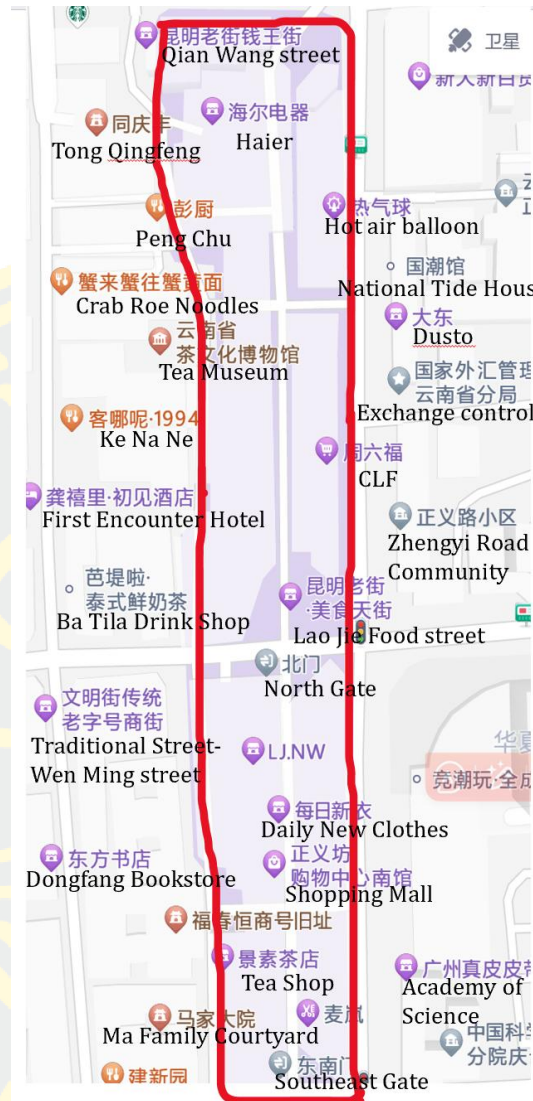 昆明老街钱王街
Qian Wang street
卫星
新大新百货
海尔电器
Haier
同庆丰
Tong Qingfeng
彭厨
Peng Chu
热气球
Hot air balloon
国潮馆
National Tide Hous
蟹来蟹往蟹黄面
Crab Roe Noodles
大东
Dusto
云南省
茶文化博物馆
Tea Museum
国家外汇管理
云南省分局
Exchange control
客哪呢·1994
Ke Na Ne
周六福
CLF
龚禧里·初见酒店
First Encounter Hotel
正义路小区
Zhengyi Road
Community
芭堤啦·
泰式鲜奶茶
Ba Tila Drink Shop
昆明老街
·美食天街
Lao Jie Food street
北门
North Gate
文明街传统
老字号商街
Traditional Street-
Wen Ming street
LJ.NW
华夏
竞潮玩·全成
每日新衣
Daily New Clothes
东方书店
Dongfang Bookstore
正义坊
购物中心南馆
Shopping Mall
福春恒商号旧址
景素茶店
Tea Shop
广州真皮皮
Academy of
Science
马家大院
Ma Family Courtyard
麦岚
中国科学
分院庆
建新园
东南门
Southeast Gate